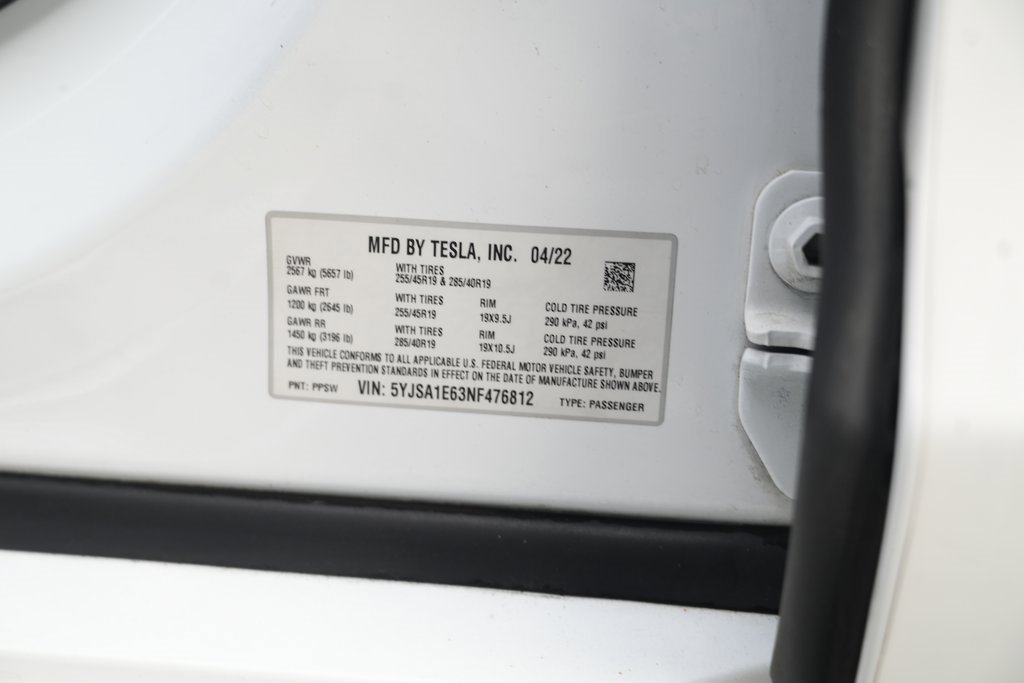 MFD BY TESLA, INC. 04/22
GVWR
2567 kg (5657 lb)
WITH TIRES
255/45R19 & 285/40R19
GAWR FRT
1200 kg (2645 lb)
WITH TIRES
255/45R19
RIM
19X9.5J
COLD TIRE PRESSURE
290 kPa, 42 psi
GAWR RR
1450 kg (3196 lb)
WITH TIRES
285/40R19
RIM
19X10.5J
COLD TIRE PRESSURE
290 kPa, 42 psi
THIS VEHICLE CONFORMS TO ALL APPLICABLE U.S. FEDERAL MOTOR VEHICLE SAFETY, BUMPER
AND THEFT PREVENTION STANDARDS IN EFFECT ON THE DATE OF MANUFACTURE SHOWN ABOVE.
PNT: PPSW VIN: 5YJSA1E63NF476812 TYPE: PASSENGER